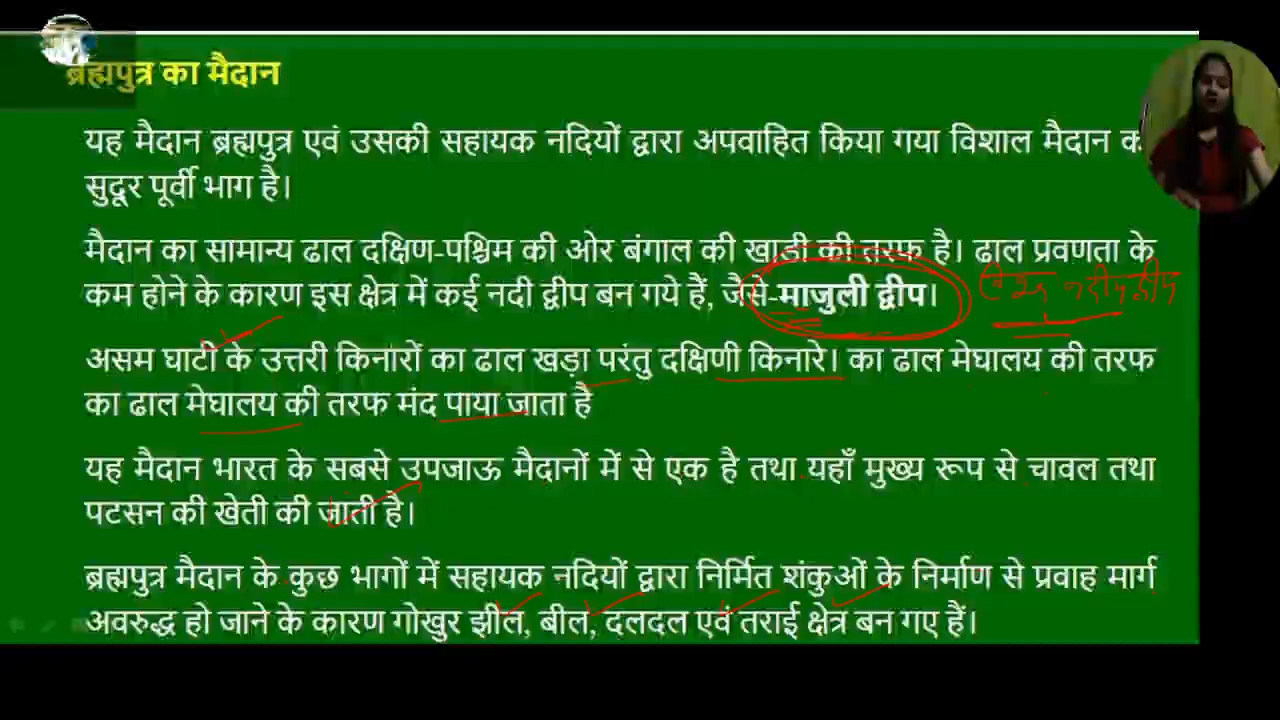 ब्रह्मपुत्र का मैदान
यह मैदान ब्रह्मपुत्र एवं उसकी सहायक नदियों द्वारा अपवाहित किया गया विशाल मैदान
सुदूर पूर्वी भाग है।
मैदान का सामान्य ढाल दक्षिण-पश्चिम की ओर बंगाल की खाड़ी की तरफ है। ढाल प्रवणता के
कम होने के कारण इस क्षेत्र में कई नदी द्वीप बन गये हैं, जैसे-माजुली द्वीप।
असम घाटी के उत्तरी किनारों का ढाल खड़ा परंतु दक्षिणी किनारे। का ढाल मेघालय की तरफ
का ढाल मेघालय की तरफ मंद पाया जाता है
यह मैदान भारत के सबसे उपजाऊ मैदानों में से एक है तथा यहाँ मुख्य रूप से चावल तथा
पटसन की खेती की जाती है।
ब्रह्मपुत्र मैदान के कुछ भागों में सहायक नदियों द्वारा निर्मित शंकुओं के निर्माण से प्रवाह मार्ग
अवरुद्ध हो जाने के कारण गोखुर झील, बील, दलदल एवं तराई क्षेत्र बन गए हैं।